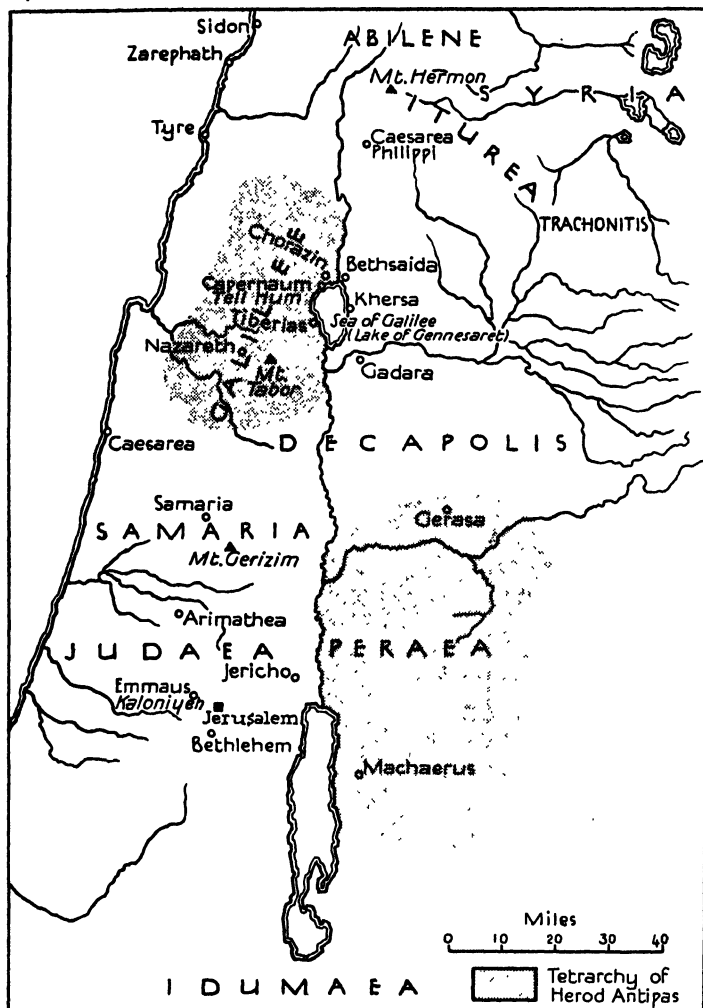 Sidon
ABILENE
Zarephath
Mt. Hermon
SYRIA
Tyre
ITUREA
Caesarea
Philippi
TRACHONITIS
GALILEE
Chorazin
Bethsaida
Capernaum
Tell Hum
Khersa
Tiberias
Sea of Galilee
(Lake of Gennesaret)
Nazareth
Mt.
Tabor
Gadara
Caesarea
DECAPOLIS
Samaria
Gerasa
SAMARIA
Mt. Gerizim
Arimathea
JUDAEA
PERAEA
Jericho
Emmaus
Kaloniyeh
Jerusalem
Bethlehem
Machaerus
Miles
0 10 20 30 40
IDUMAEA
Tetrarchy of
Herod Antipas